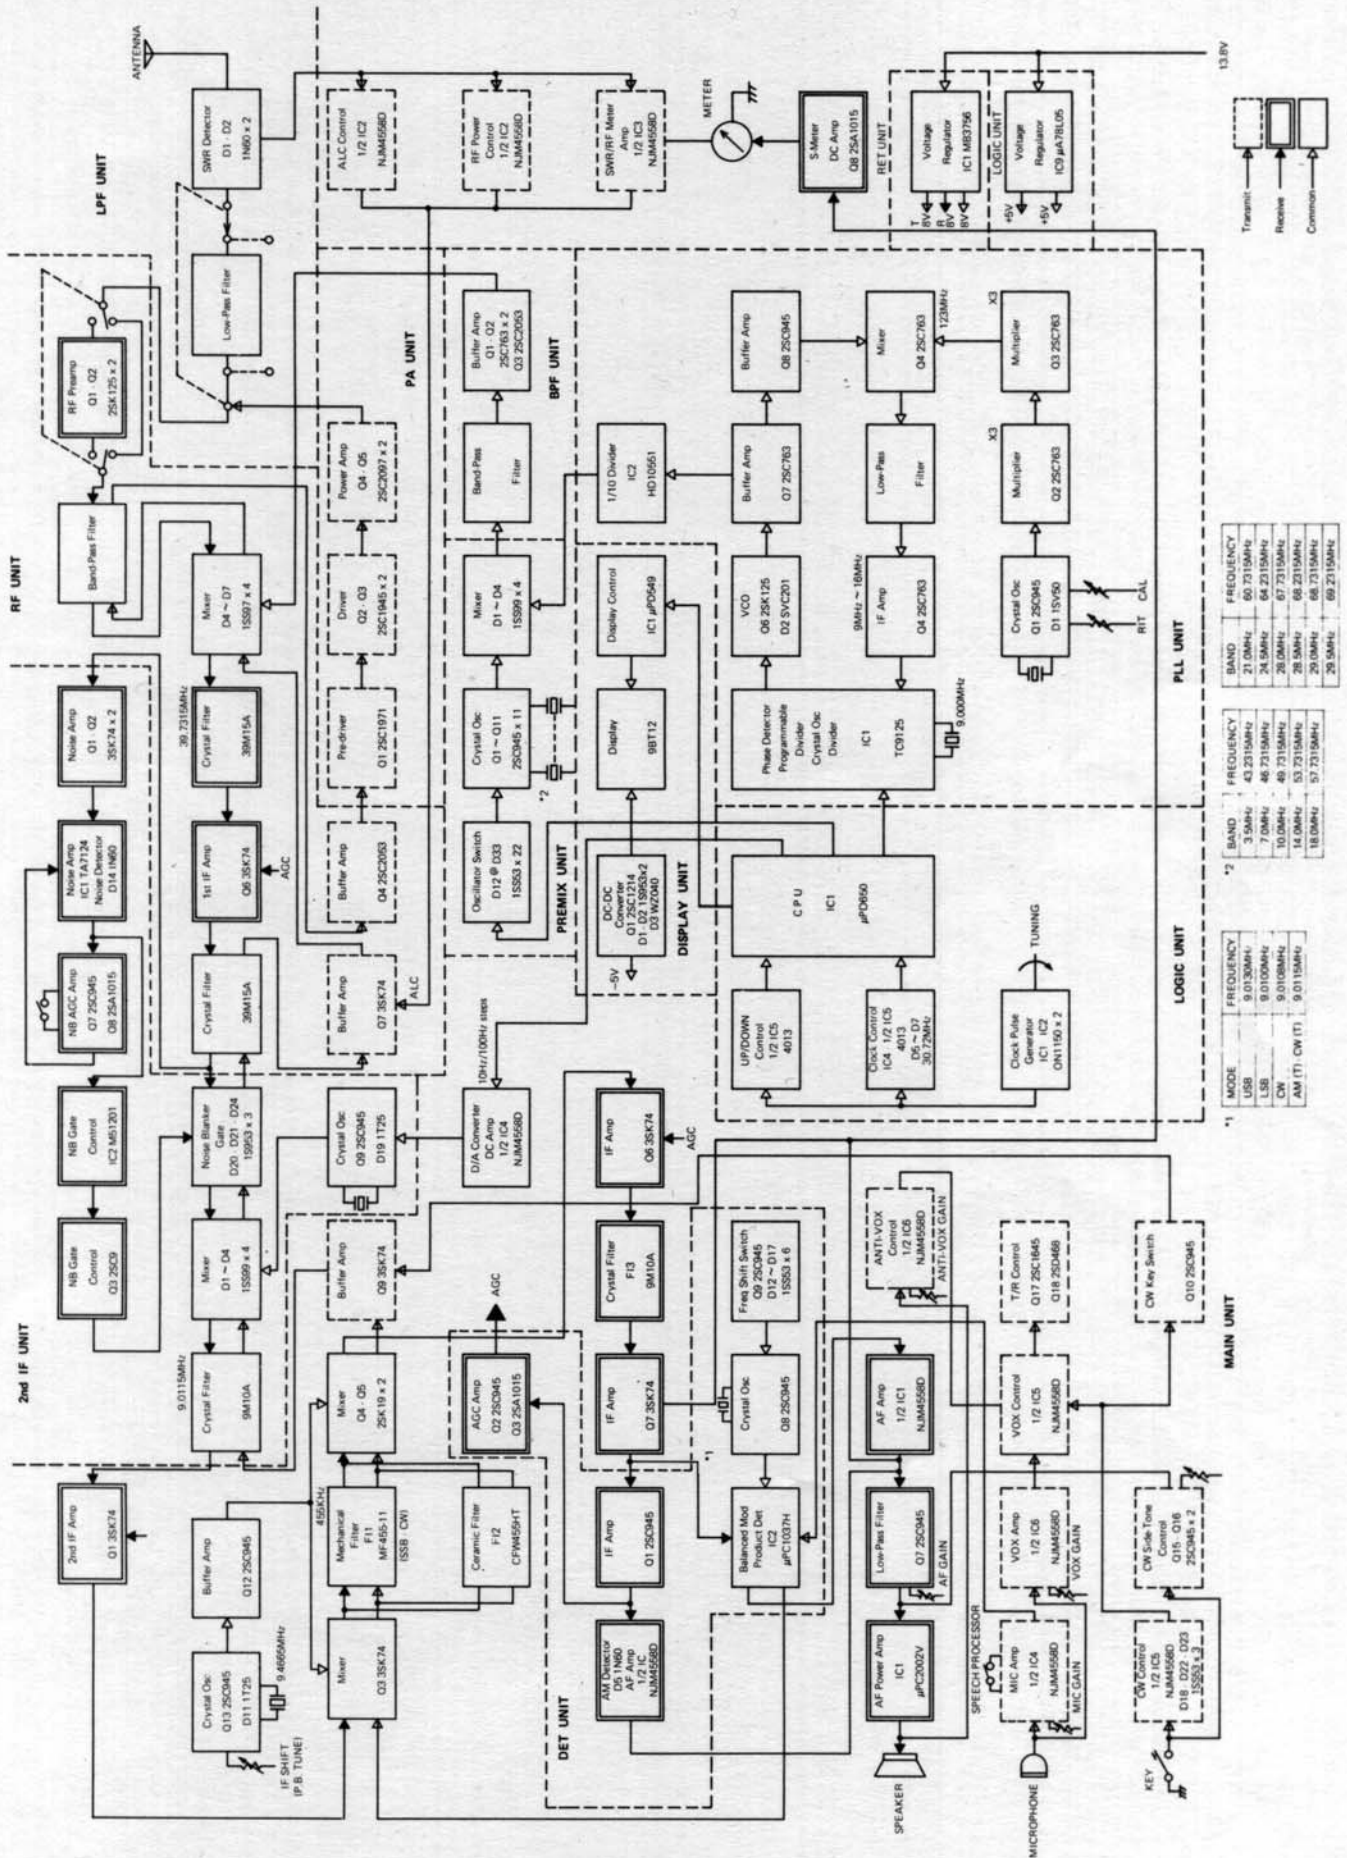 2nd IF UNIT
RF UNIT
LPF UNIT
ANTENNA
2nd IF Amp
Q1 3SK74
NB Gate
Control
Q3 2SC9
NB Gate
Control
IC2 M51201
NB AGC Amp
Q7 2SC945
Q8 2SA1015
Noise Amp
IC1 TA7124
Noise Detector
D14 1N60
Noise Amp
Q1 · Q2
3SK74 x 2
Band-Pass Filter
RF Preamp
Q1 · Q2
2SK125 x 2
Low-Pass Filter
SWR Detector
D1 · D2
1N60 x 2
Crystal Osc
Q13 2SC945
D11 1T25
9.4665MHz
IF SHIFT
(P.B. TUNE)
Buffer Amp
Q12 2SC945
9.0115MHz
Crystal Filter
9M10A
Mixer
D1 ~ D4
1SS99 x 4
Noise Blanker
Gate
D20 · D21 · D24
1S953 x 3
Crystal Filter
39M15A
1st IF Amp
Q6 3SK74
AGC
39.7315MHz
Crystal Filter
39M15A
Mixer
D4 ~ D7
1SS97 x 4
Mixer
Q3 3SK74
455KHz
Mechanical
Filter
FI1
MF455-11
(SSB CW)
Mixer
Q4 · Q5
2SK19 x 2
Buffer Amp
Q9 3SK74
Crystal Osc
Q9 2SC945
D19 1T25
Buffer Amp
Q7 3SK74
ALC
Buffer Amp
Q4 2SC2053
Pre-driver
Q1 2SC1971
Driver
Q2 · Q3
2SC1945 x 2
Power Amp
Q4 · Q5
2SC2097 x 2
PA UNIT
ALC Control
1/2 IC2
NJM4558D
RF Power
Control
1/2 IC2
NJM4558D
SWR/RF Meter
Amp
1/2 IC3
NJM4558D
METER
Ceramic Filter
FI2
CFW455HT
AGC Amp
Q2 2SC945
Q3 2SA1015
AGC
D/A Converter
DC Amp
1/2 IC4
NJM4558D
10Hz/100Hz steps
Oscillator Switch
D12 @ D33
1SS53 x 22
Crystal Osc
Q1 ~ Q11
2SC945 x 11
*2
Mixer
D1 ~ D4
1SS99 x 4
Band-Pass
Filter
Buffer Amp
Q1 · Q2
2SC763 x 2
Q3 2SC2053
BPF UNIT
PREMIX UNIT
DET UNIT
AM Detector
D5 1N60
AF Amp
1/2 IC
NJM4558D
IF Amp
Q1 2SC945
IF Amp
Q7 3SK74
Crystal Filter
FI3
9M10A
IF Amp
Q6 3SK74
AGC
-5V
DC-DC
Converter
Q1 2SC1214
D1 · D2 1S953x2
D3 WZ040
Display
9BT12
Display Control
IC1 µPD549
1/10 Divider
IC2
HD10551
DISPLAY UNIT
*1
Balanced Mod
Product Det
IC2
µPC1037H
Crystal Osc
Q8 2SC945
Freq Shift Switch
Q9 2SC945
D12 ~ D17
1SS53 x 6
UP/DOWN
Control
1/2 IC5
4013
CPU
IC1
µPD650
Phase Detector
Programmable
Divider
Crystal Osc
Divider
IC1
TC9125
9.000MHz
VCO
Q6 2SK125
D2 SVC201
Buffer Amp
Q7 2SC763
Buffer Amp
Q8 2SC945
S-Meter
DC Amp
Q8 2SA1015
SPEAKER
AF Power Amp
IC1
µPC2002V
Low-Pass Filter
Q7 2SC945
AF GAIN
AF Amp
1/2 IC1
NJM4558D
ANTI-VOX
Control
1/2 IC6
NJM4558D
ANTI-VOX GAIN
Clock Control
IC4 · 1/2 IC5
4013
D5 ~ D7
30.72MHz
9MHz ~ 16MHz
IF Amp
Q4 2SC763
Low-Pass
Filter
Mixer
Q4 2SC763
123MHz
RET UNIT
Voltage
Regulator
IC1 MB3756
T
8V
R
8V
8V
LOGIC UNIT
Voltage
Regulator
IC9 µA78L05
+5V
+5V
MICROPHONE
SPEECH PROCESSOR
MIC Amp
1/2 IC4
NJM4558D
MIC GAIN
VOX Amp
1/2 IC6
NJM4558D
VOX GAIN
VOX Control
1/2 IC5
NJM4558D
T/R Control
Q17 2SC1645
Q18 2SD468
Clock Pulse
Generator
IC1 IC2
ON1150 x 2
TUNING
Crystal Osc
Q1 2SC945
D1 1SV50
RIT
CAL
X3
Multiplier
Q2 2SC763
X3
Multiplier
Q3 2SC763
KEY
CW Control
1/2 IC5
NJM4558D
D18 · D22 · D23
1SS53 x 3
CW Side-Tone
Control
Q15 · Q16
2SC945 x 2
CW Key Switch
Q10 2SC945
MAIN UNIT
LOGIC UNIT
PLL UNIT
13.8V
*1
MODE FREQUENCY
USB 9.0130MHz
LSB 9.0100MHz
CW 9.0108MHz
AM (T) · CW (T) 9.0115MHz
*2
BAND FREQUENCY
3.5MHz 43.2315MHz
7.0MHz 46.7315MHz
10.0MHz 49.7315MHz
14.0MHz 53.7315MHz
18.0MHz 57.7315MHz
BAND FREQUENCY
21.0MHz 60.7315MHz
24.5MHz 64.2315MHz
28.0MHz 67.7315MHz
28.5MHz 68.2315MHz
29.0MHz 68.7315MHz
29.5MHz 69.2315MHz
Transmit
Receive
Common